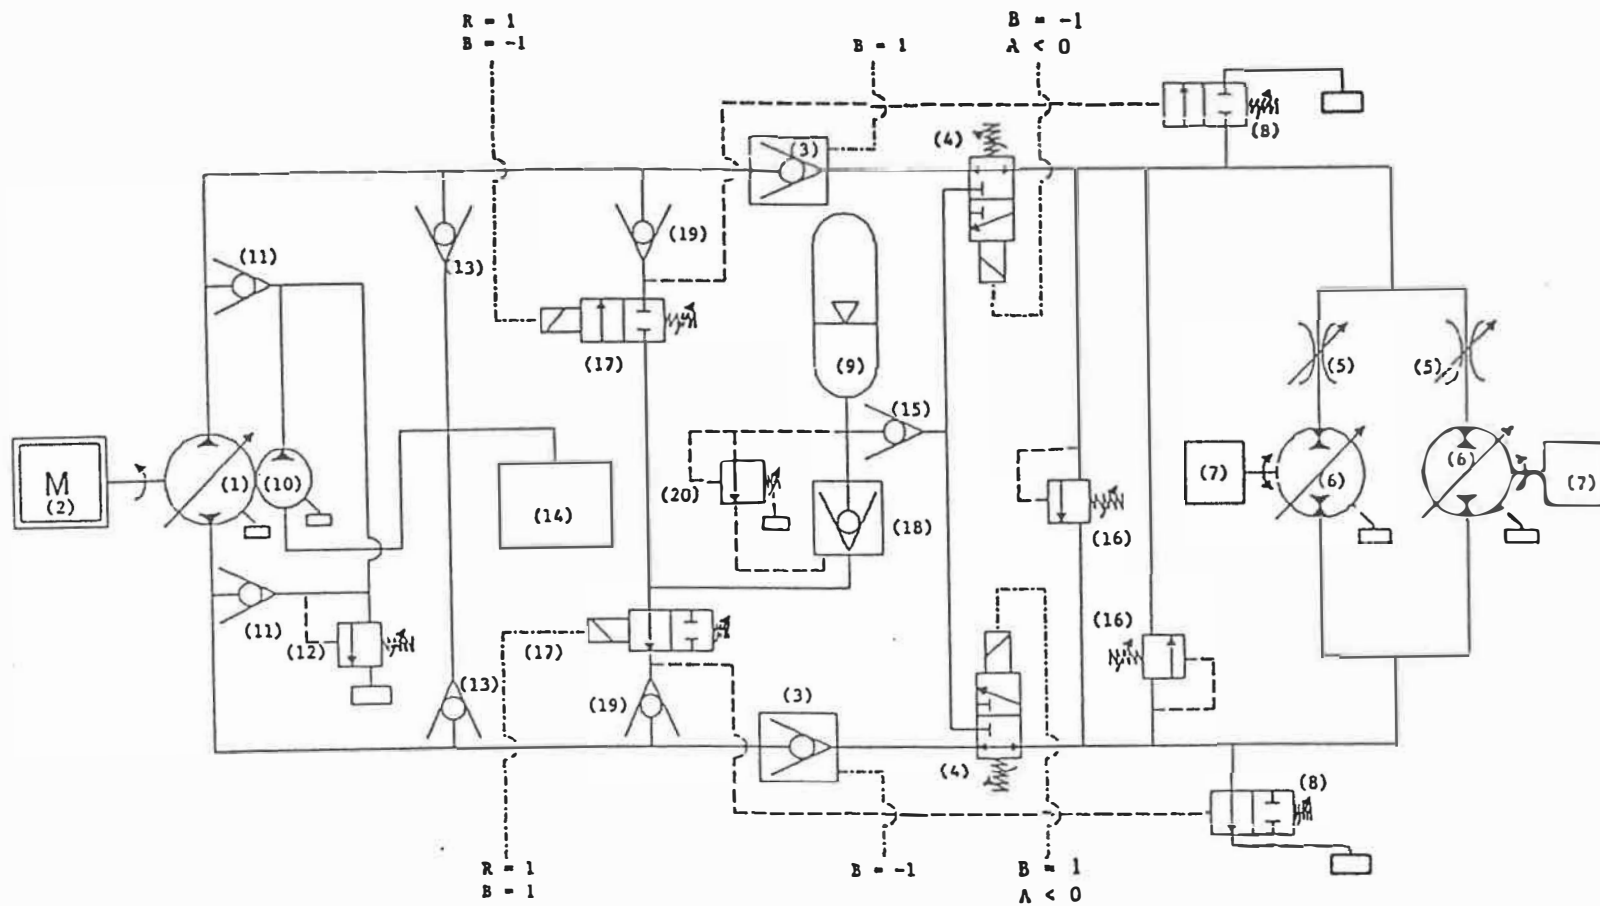 R = 1
B = -1
B = 1
B = -1
A < 0
(3)
(4)
(8)
(11)
(13)
(19)
(17)
(9)
(15)
(5)
(5)
M
(2)
(1)
(10)
(14)
(20)
(18)
(16)
(7)
(6)
(6)
(7)
(11)
(12)
(17)
(16)
(13)
(19)
(3)
(4)
(8)
R = 1
B = 1
B = -1
B = 1
A < 0